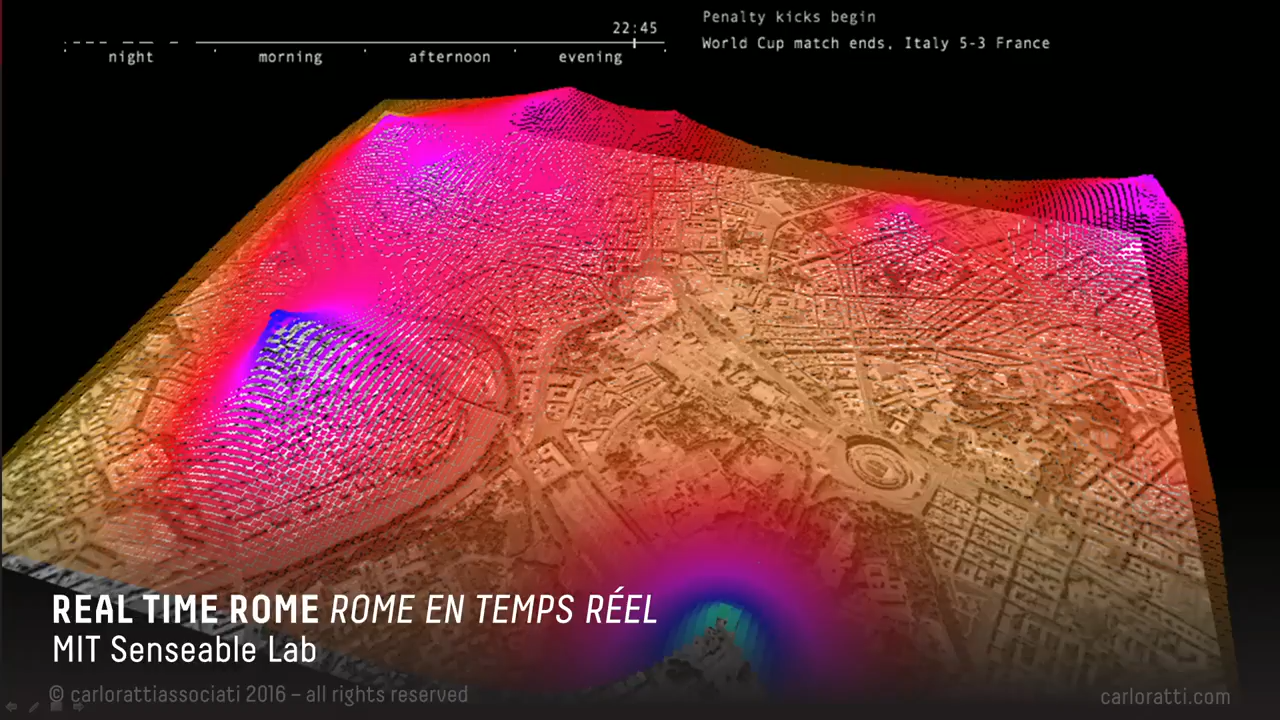 22:45
night morning afternoon evening
Penalty kicks begin
World Cup match ends, Italy 5-3 France
REAL TIME ROME ROME EN TEMPS RÉEL
MIT Senseable Lab
© carlorattiassociati 2016 – all rights reserved
carloratti.com